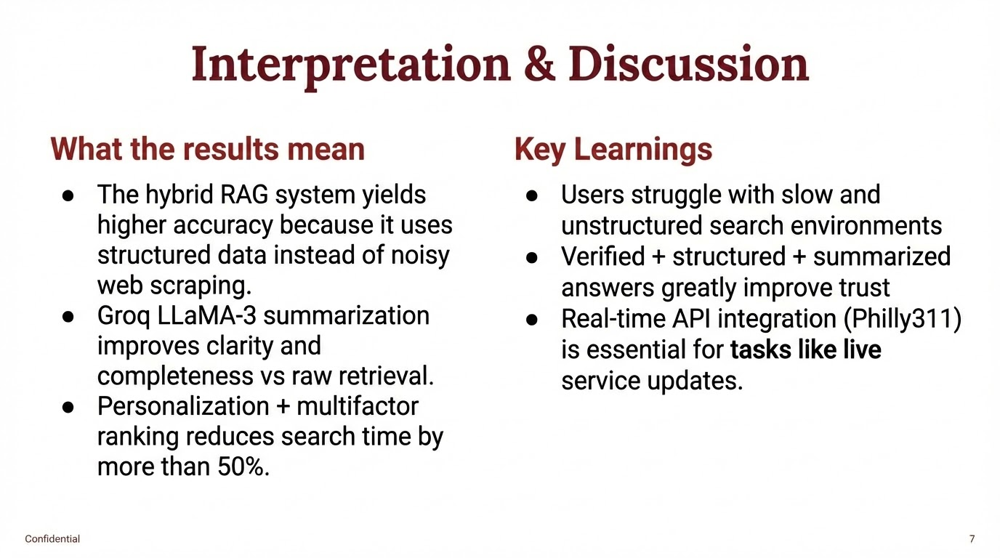 Interpretation & Discussion
What the results mean
● The hybrid RAG system yields
higher accuracy because it uses
structured data instead of noisy
web scraping.
● Groq LLaMA-3 summarization
improves clarity and
completeness vs raw retrieval.
● Personalization + multifactor
ranking reduces search time by
more than 50%.
Key Learnings
● Users struggle with slow and
unstructured search environments
● Verified + structured + summarized
answers greatly improve trust
● Real-time API integration (Philly311)
is essential for tasks like live
service updates.
Confidential
7